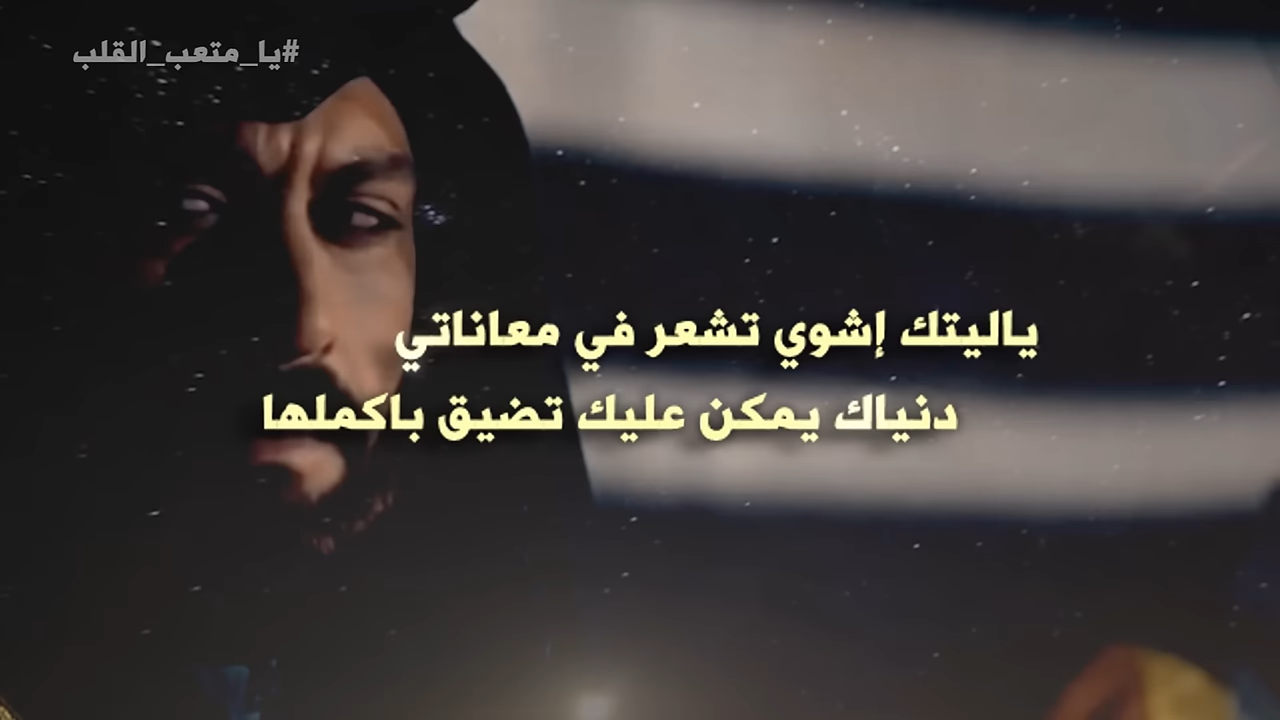 #يا_متعب_القلب
ياليتك إشوي تشعر في معاناتي
دنياك يمكن عليك تضيق باكملها